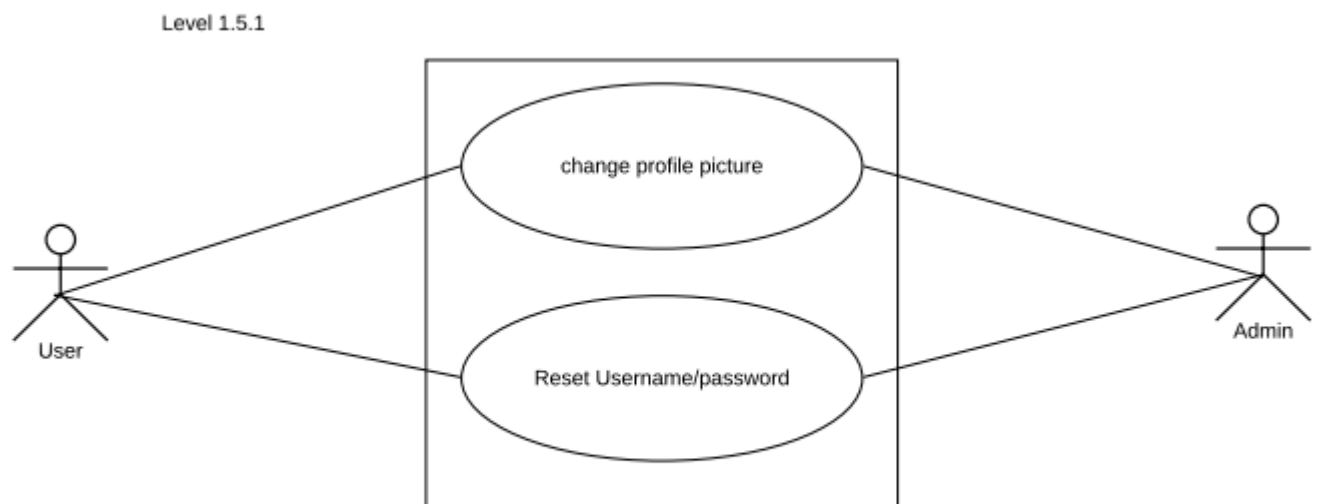 Level 1.5.1
change profile picture
User
Admin
Reset Username/password